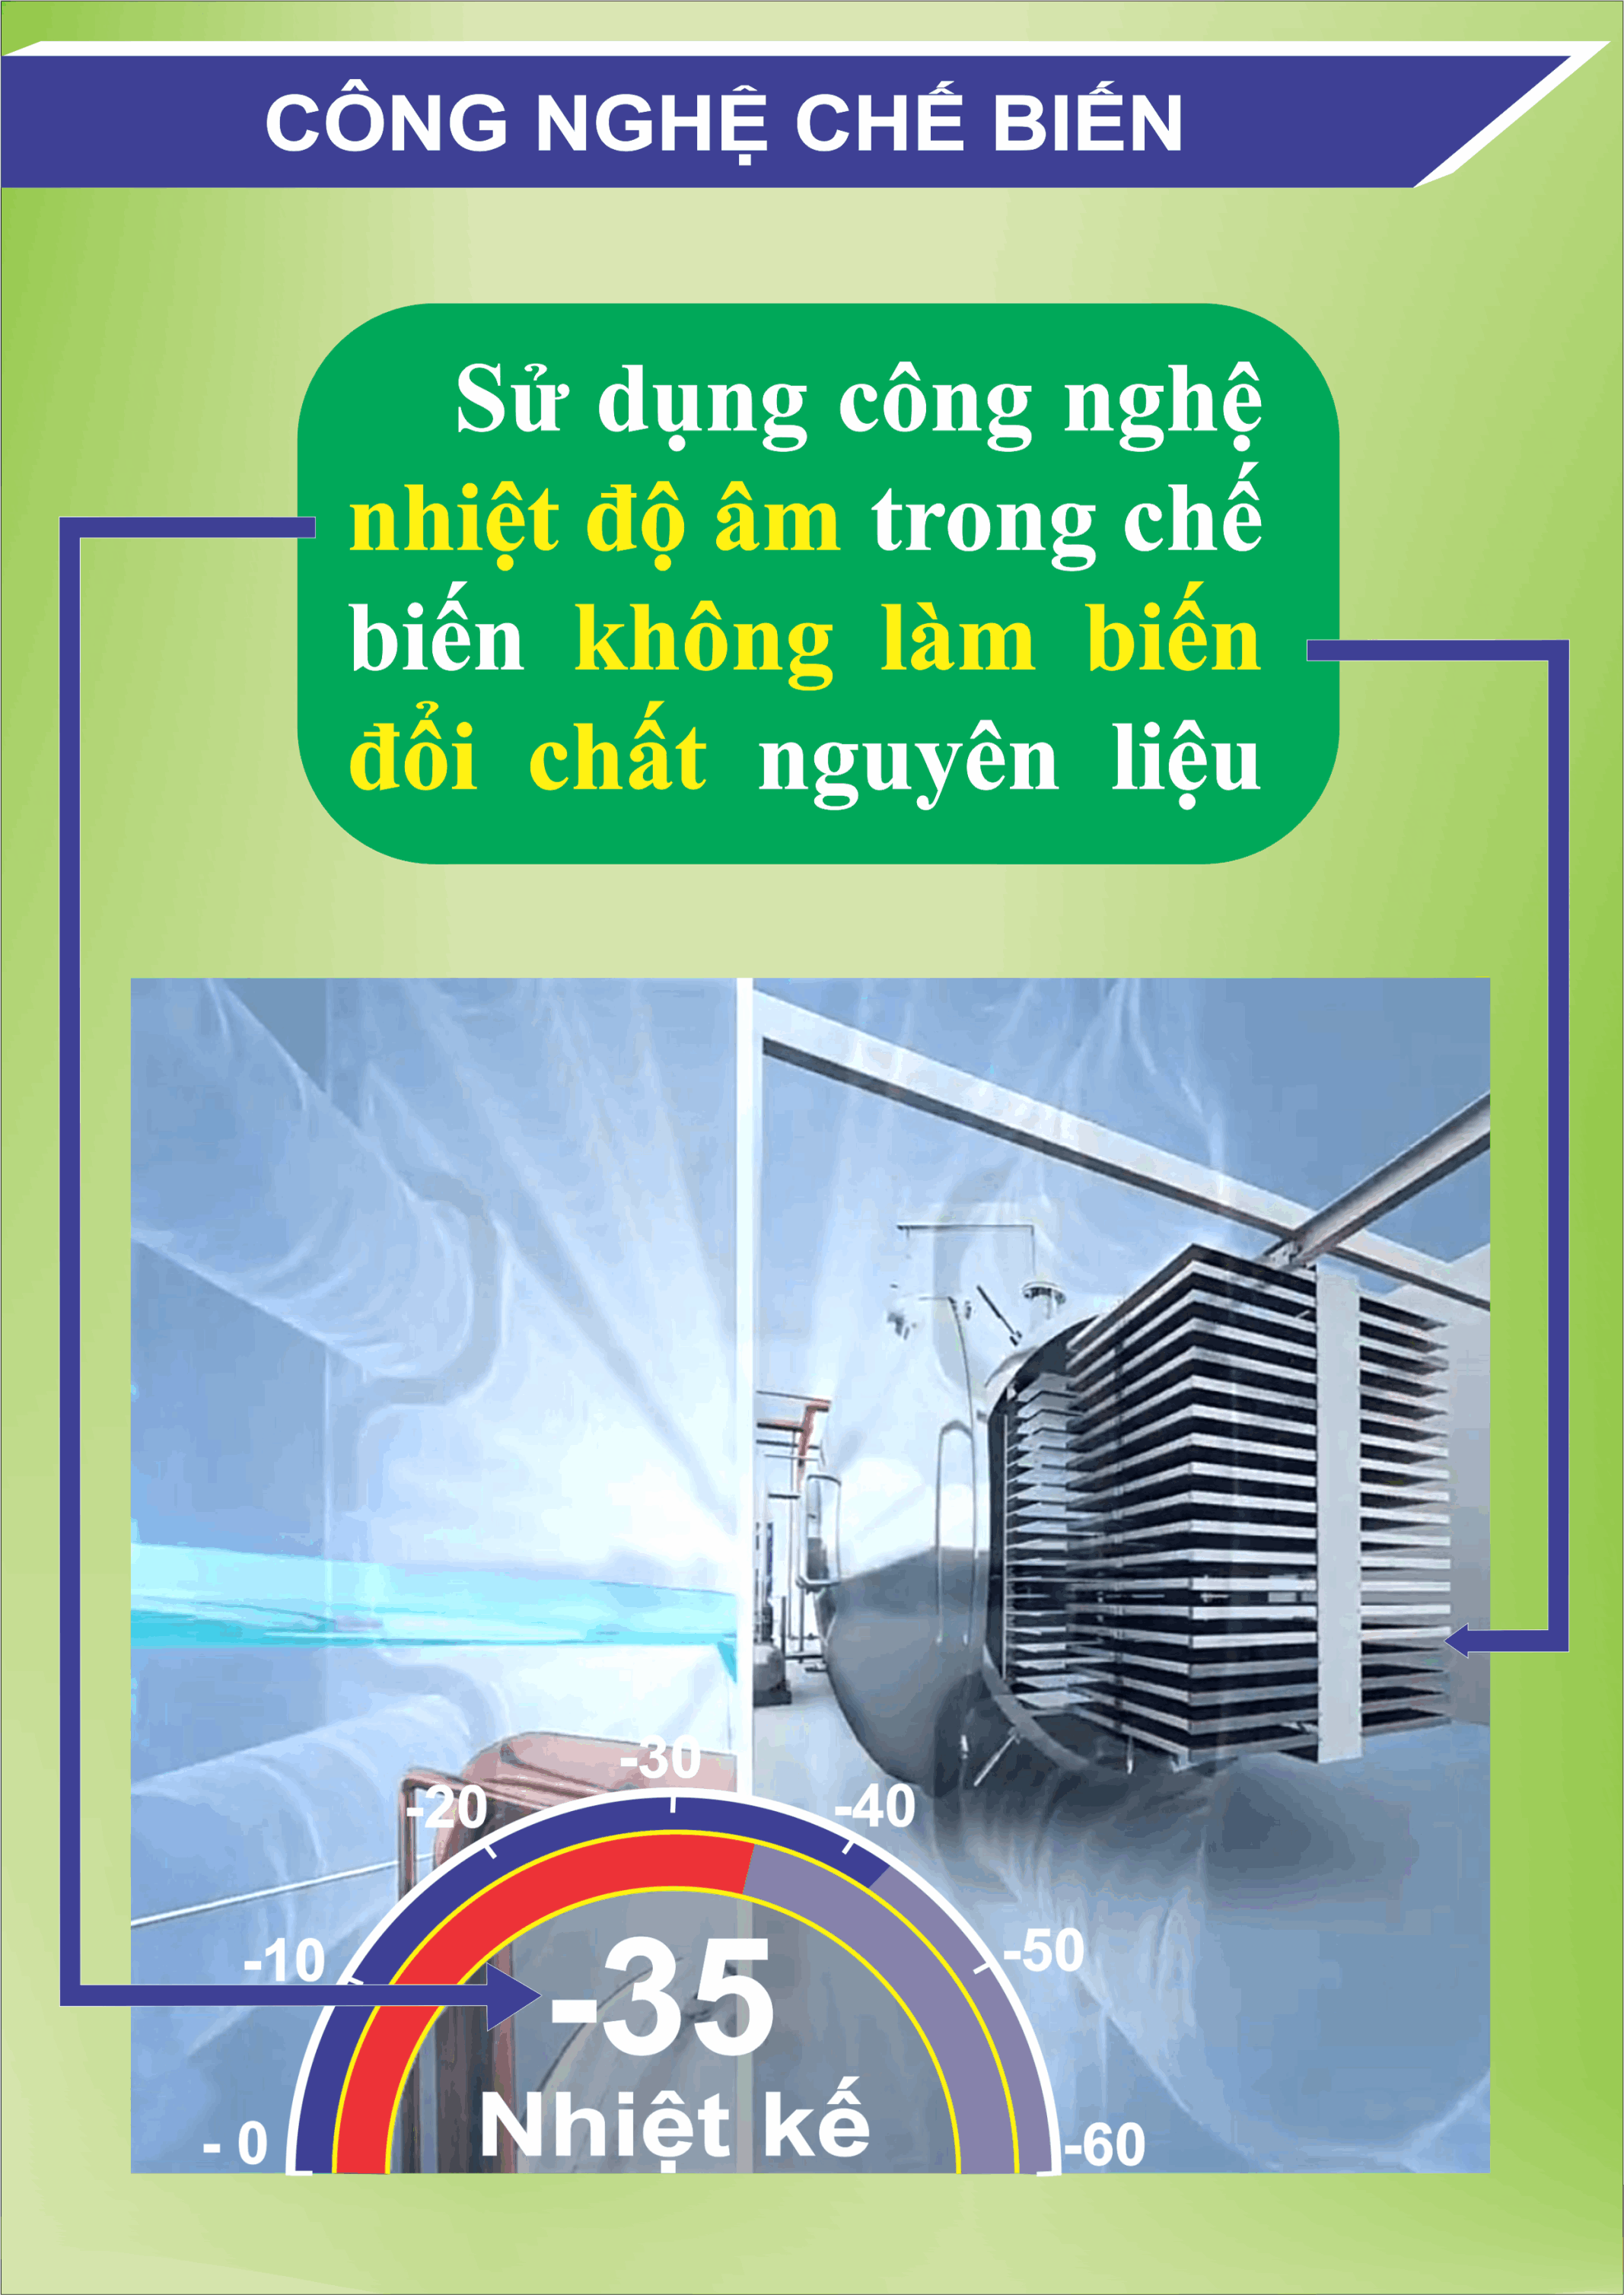 CÔNG NGHỆ CHẾ BIẾN
Sử dụng công nghệ
nhiệt độ âm trong chế
biến không làm biến
đổi chất nguyên liệu
-30
-20
-40
-10
-50
-35
Nhiệt kế
- 0
-60